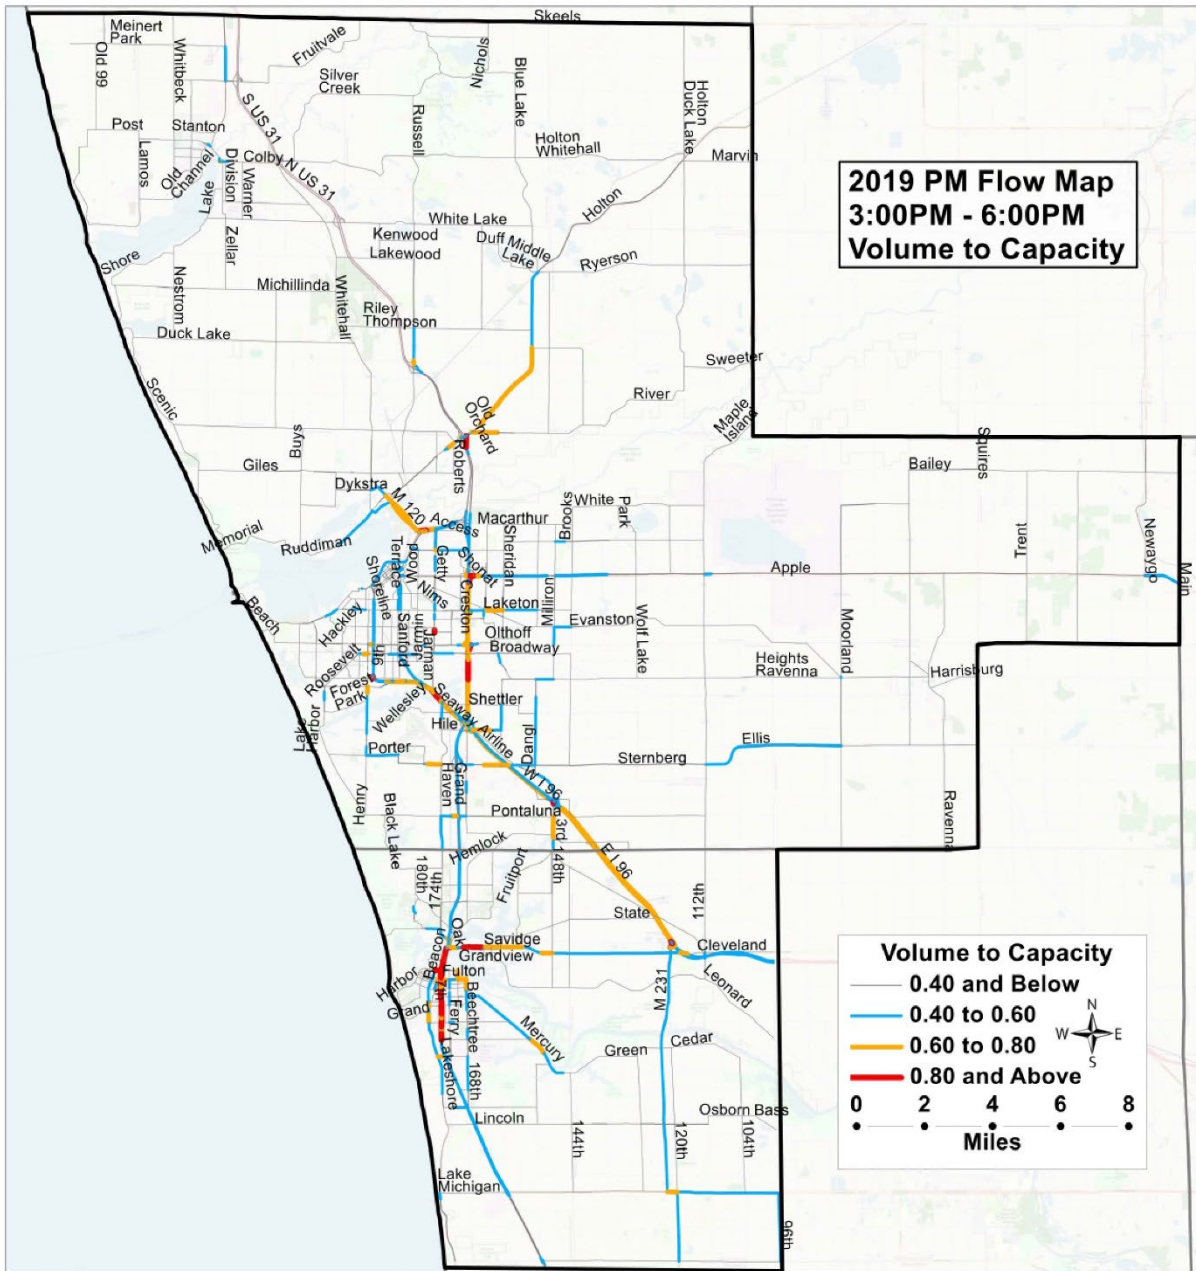 Skeels
Meinert
Park
Old 99
Whitbeck
Fruitvale
Silver
Creek
Nichols
Blue Lake
Holton
Duck Lake
S US 31
Russell
Post
Stanton
Lamos
Old
Channel
Lake
Division
Colby
Warner
N US 31
Holton
Whitehall
Marvin
2019 PM Flow Map
3:00PM - 6:00PM
Volume to Capacity
Holton
White Lake
Kenwood
Lakewood
Duff Middle
Lake
Ryerson
Zellar
Shore
Nestrom
Michillinda
Whitehall
Riley
Thompson
Duck Lake
Sweeter
Scenic
River
Old
Orchard
Maple
Island
Buys
Giles
Roberts
Squires
Bailey
Dykstra
M 120
Access
Macarthur
Brooks
White
Park
Trent
Newaygo
Memorial
Ruddiman
Terrace
Wood
Getty
Shonat
Sheridan
Apple
Main
Shoreline
Nims
Creston
Laketon
Milliron
Beach
Hackley
Sanford
Jarman
Jarman
Evanston
Wolf Lake
Moorland
Olthoff
Broadway
9th
Roosevelt
Heights
Ravenna
Harrisburg
Forest
Park
Seaway
Shettler
Wellesley
Lake
Harbor
Hile
Airline
Dangl
Ellis
Porter
Sternberg
Grand
Haven
W I 96
Henry
Black Lake
Pontaluna
3rd
Ravenna
Hemlock
E I 96
180th
174th
Fruitport
148th
112th
State
Oak
Savidge
Grandview
Cleveland
Beacon
Leonard
Harbor
Fulton
7th
M 231
Grand
Ferry
Beechtree
Mercury
Green
Cedar
Lakeshore
168th
Lincoln
Osborn Bass
144th
120th
104th
Lake
Michigan
96th
Volume to Capacity
0.40 and Below
0.40 to 0.60
0.60 to 0.80
0.80 and Above
N
W E
S
0 2 4 6 8
Miles